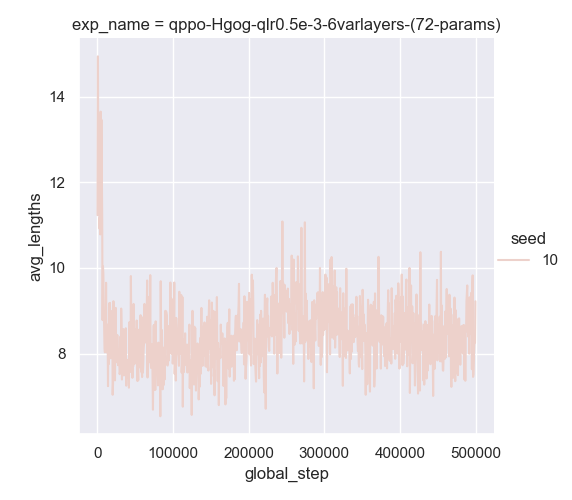 exp_name = qppo-Hgog-qlr0.5e-3-6varlayers-(72-params)
14
12
10
8
avg_lengths
0 100000 200000 300000 400000 500000
global_step
seed
10